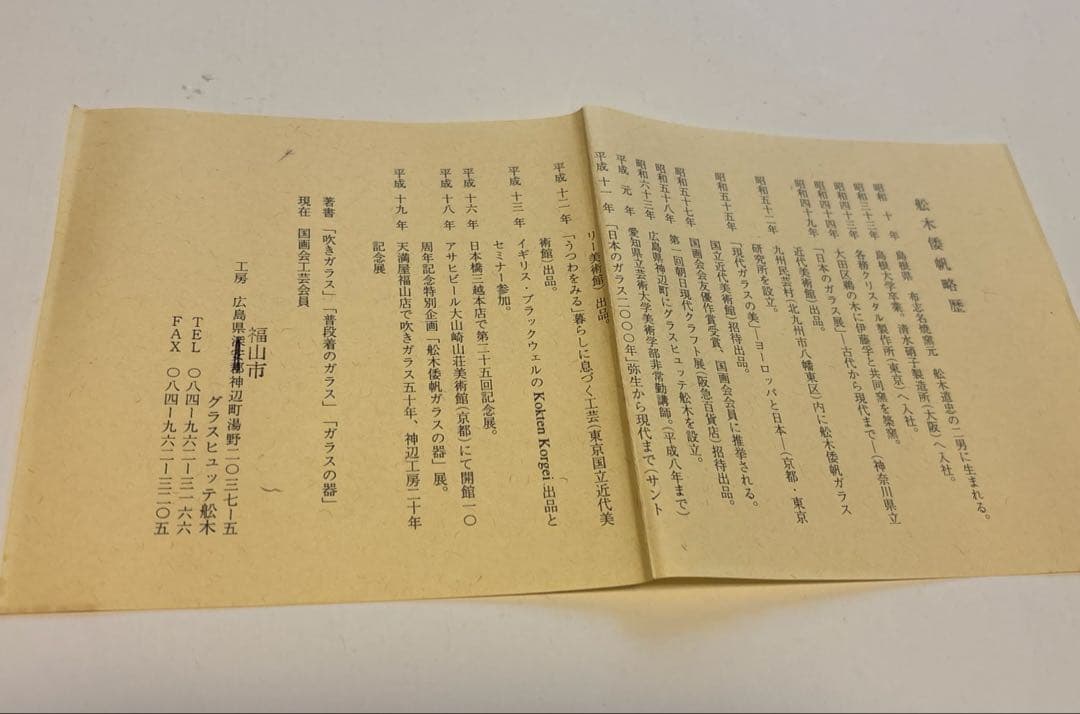 舩木倭帆略歴
昭和 十 年 島根県 布志名焼窯元 舩木道忠の二男に生まれる。
昭和三十三年 島根大学卒業。清水硝子製造所(大阪)へ入社。
昭和三十五年 各務クリスタル製作所(東京)へ入社。
昭和四十三年 大田区鵜の木に伊藤孚と共同窯を築窯。
昭和四十四年 「日本のガラス展」―古代から現代まで―(神奈川県立
近代美術館)出品。
昭和四十九年 九州民芸村(北九州市八幡東区)内に舩木倭帆ガラス
研究所を設立。
昭和五十二年 「現代ガラスの美」―ヨーロッパと日本―(京都・東京
国立近代美術館)招待出品。
昭和五十五年 国画会会友優作賞受賞、国画会会員に推挙される。
昭和五十七年 第一回朝日現代クラフト展(阪急百貨店)招待出品。
昭和五十八年 広島県神辺町にグラスヒュッテ舩木を設立。
昭和六十三年 愛知県立芸術大学美術学部非常勤講師。(平成八年まで)
平成 元 年
平成 十一 年 「日本のガラス二〇〇〇年」弥生から現代まで(サント
リー美術館)出品。
平成 十二 年 「うつわをみる」暮らしに息づく工芸(東京国立近代美
術館)出品。
平成 十三 年 イギリス・ブラックウェルの Kokten Korgei 出品と
セミナー参加。
平成 十六 年 日本橋三越本店で第二十五回記念展。
平成 十八 年 アサヒビール大山崎山荘美術館(京都)にて開館一〇
周年記念特別企画「舩木倭帆ガラスの器」展。
平成 十九 年 天満屋福山店で吹きガラス五十年、神辺工房二十年
記念展
著書 「吹きガラス」「普段着のガラス」「ガラスの器」
現在 国画会工芸会員
福山市
工房 広島県深安郡神辺町湯野二〇三七―五
グラスヒュッテ舩木
TEL 〇八四―九六二―三一六六
FAX 〇八四―九六二―三二〇五